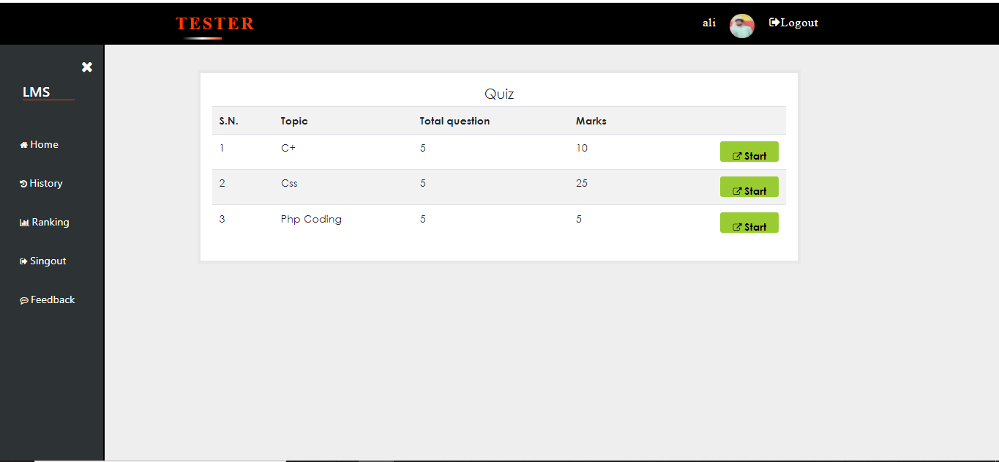 TESTER
ali Logout
LMS
Home
History
Ranking
Singout
Feedback
Quiz
S.N. Topic Total question Marks
1 C+ 5 10 Start
2 Css 5 25 Start
3 Php Coding 5 5 Start